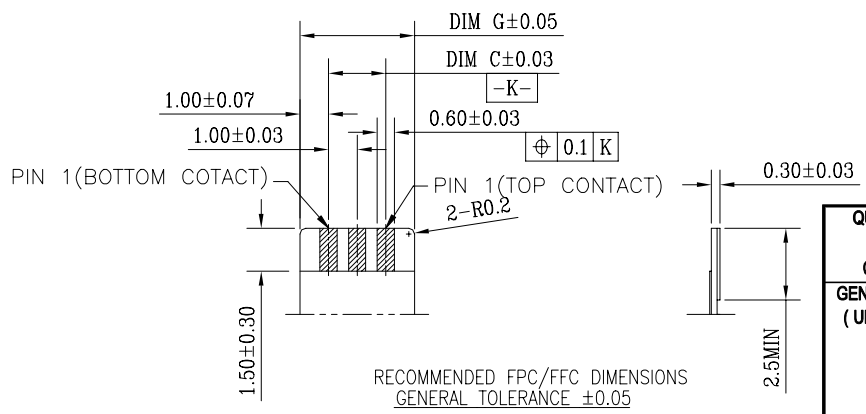 DIM G±0.05
DIM C±0.03
-K-
1.00±0.07
0.60±0.03
1.00±0.03
⌖ 0.1 K
0.30±0.03
PIN 1(BOTTOM COTACT)
PIN 1(TOP CONTACT)
2-R0.2
1.50±0.30
2.5MIN
RECOMMENDED FPC/FFC DIMENSIONS
GENERAL TOLERANCE ±0.05